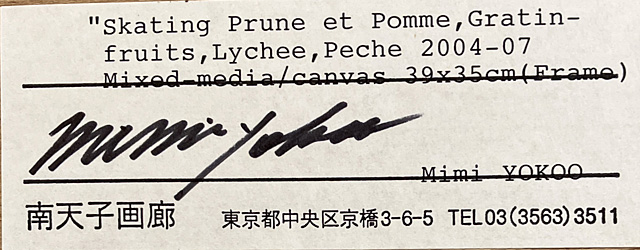 "Skating Prune et Pomme,Gratin-
fruits,Lychee,Peche 2004-07
Mixed-media/canvas 39x35cm(Frame)
Mimi Yokoo
Mimi YOKOO
南天子画廊 東京都中央区京橋3-6-5 TEL03(3563)3511